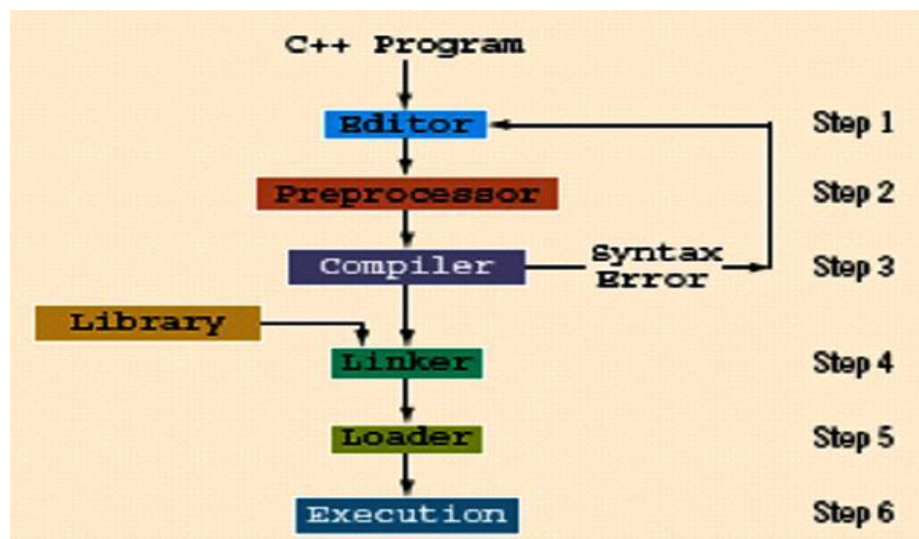 C++ Program
Editor Step 1
Preprocessor Step 2
Compiler Syntax Error Step 3
Library
Linker Step 4
Loader Step 5
Execution Step 6